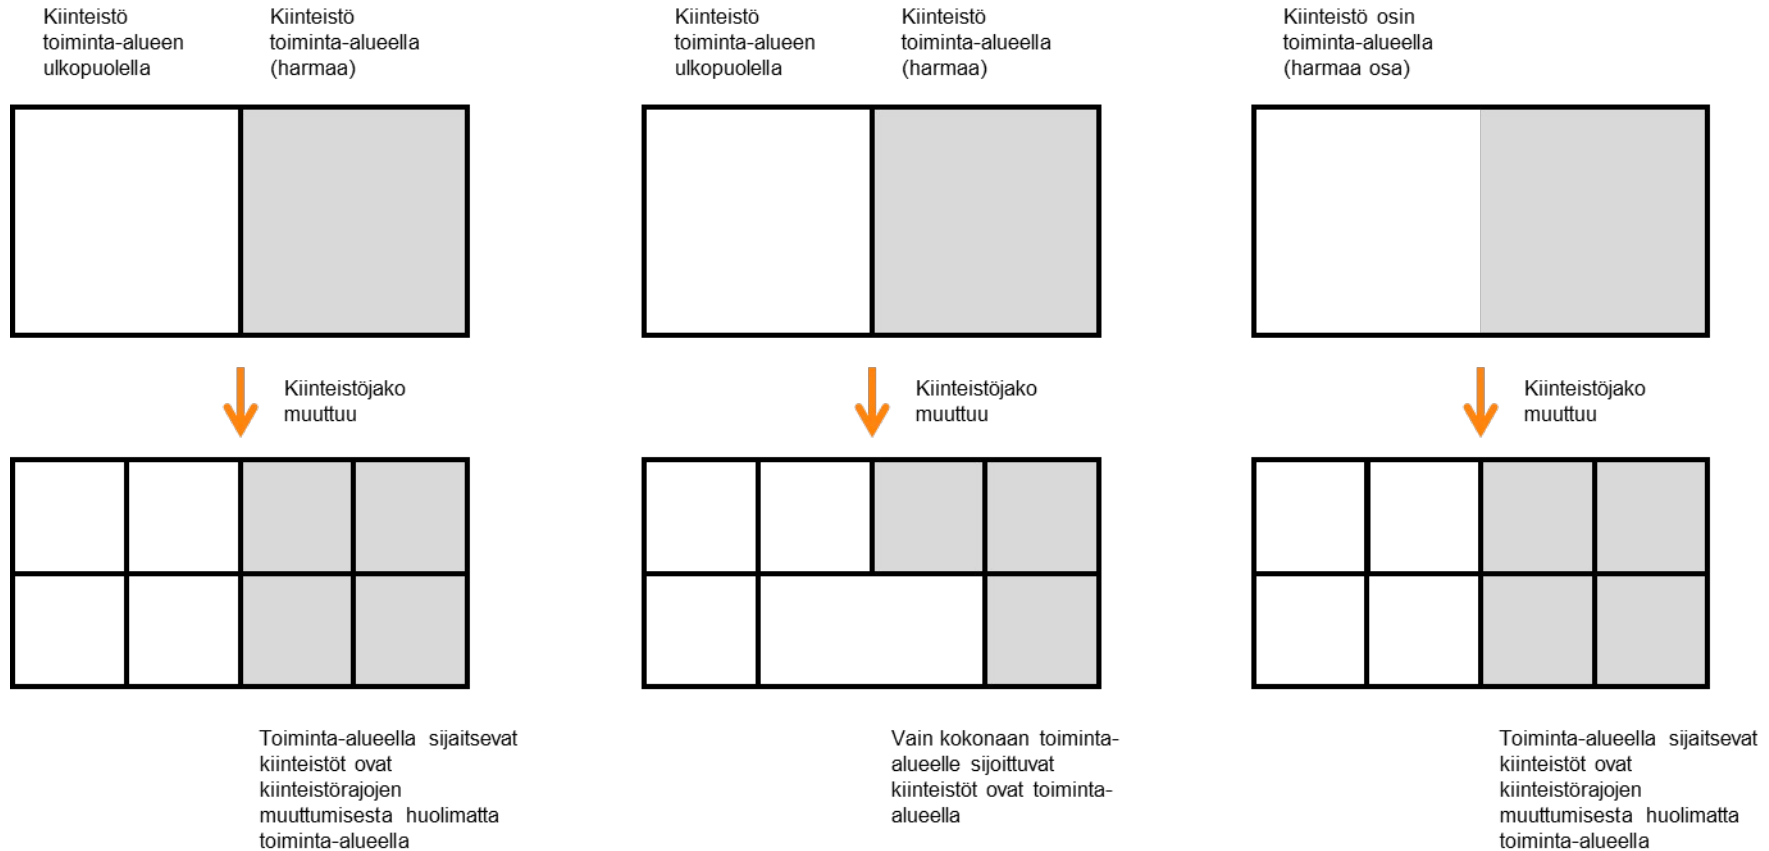 Kiinteistö
toiminta-alueen
ulkopuolella
Kiinteistö
toiminta-alueella
(harmaa)
Kiinteistö
toiminta-alueen
ulkopuolella
Kiinteistö
toiminta-alueella
(harmaa)
Kiinteistö osin
toiminta-alueella
(harmaa osa)
Kiinteistöjako
muuttuu
Kiinteistöjako
muuttuu
Kiinteistöjako
muuttuu
Toiminta-alueella sijaitsevat
kiinteistöt ovat
kiinteistörajojen
muuttumisesta huolimatta
toiminta-alueella
Vain kokonaan toiminta-
alueelle sijoittuvat
kiinteistöt ovat toiminta-
alueella
Toiminta-alueella sijaitsevat
kiinteistöt ovat
kiinteistörajojen
muuttumisesta huolimatta
toiminta-alueella